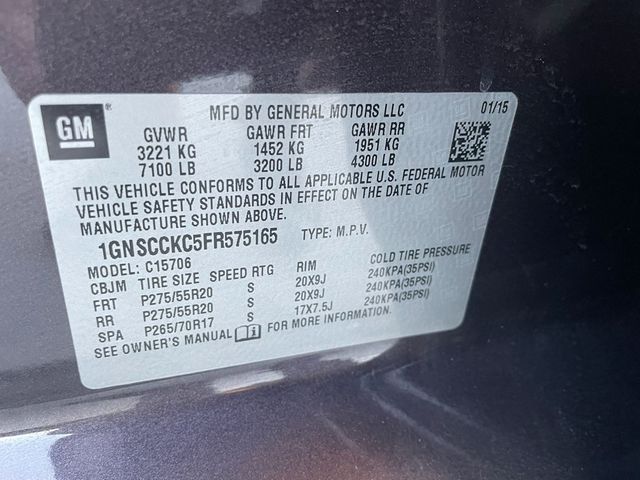 GM ®
MFD BY GENERAL MOTORS LLC 01/15
GVWR GAWR FRT GAWR RR
3221 KG 1452 KG 1951 KG
7100 LB 3200 LB 4300 LB
THIS VEHICLE CONFORMS TO ALL APPLICABLE U.S. FEDERAL MOTOR
VEHICLE SAFETY STANDARDS IN EFFECT ON THE DATE OF
MANUFACTURE SHOWN ABOVE.
1GNSCCKC5FR575165 TYPE: M.P.V.
MODEL: C15706
CBJM TIRE SIZE SPEED RTG RIM COLD TIRE PRESSURE
FRT P275/55R20 S 20X9J 240KPA(35PSI)
RR P275/55R20 S 20X9J 240KPA(35PSI)
SPA P265/70R17 S 17X7.5J 240KPA(35PSI)
SEE OWNER'S MANUAL FOR MORE INFORMATION.